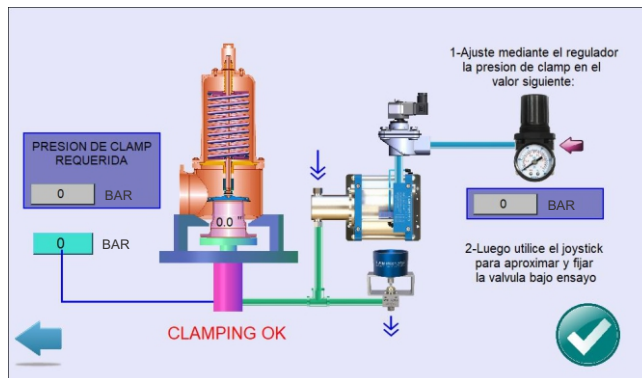 1-Ajuste mediante el regulador
la presion de clamp en el
valor siguiente:
PRESION DE CLAMP
REQUERIDA
0 BAR
0 BAR
0.0 "
0 BAR
2-Luego utilice el joystick
para aproximar y fijar
la valvula bajo ensayo
CLAMPING OK